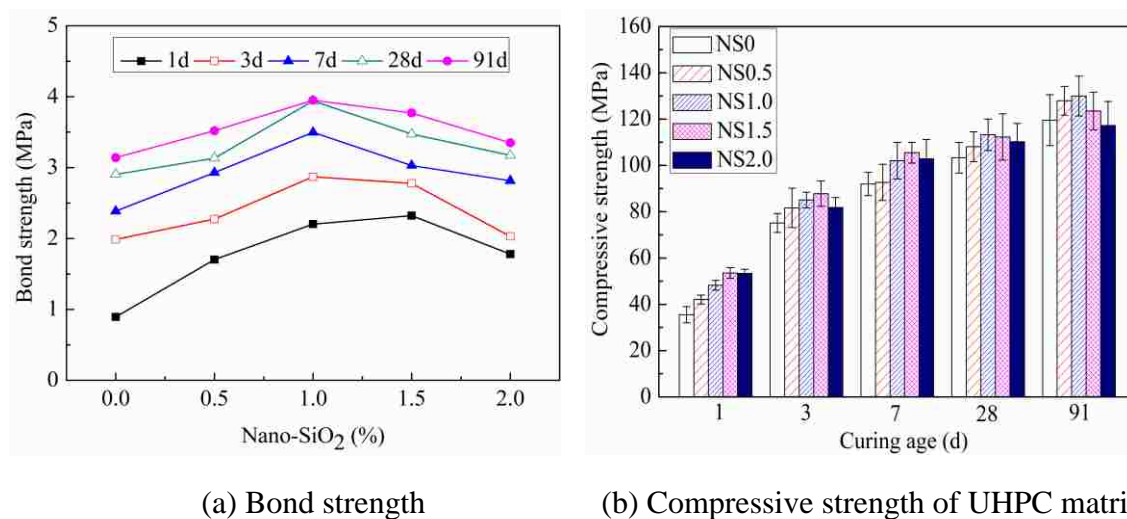 5
4
3
2
1
0
Bond strength (MPa)
1d 3d 7d 28d 91d
0.0 0.5 1.0 1.5 2.0
Nano-SiO2 (%)
(a) Bond strength
160
140
120
100
80
60
40
20
0
Compressive strength (MPa)
NS0
NS0.5
NS1.0
NS1.5
NS2.0
1 3 7 28 91
Curing age (d)
(b) Compressive strength of UHPC matri